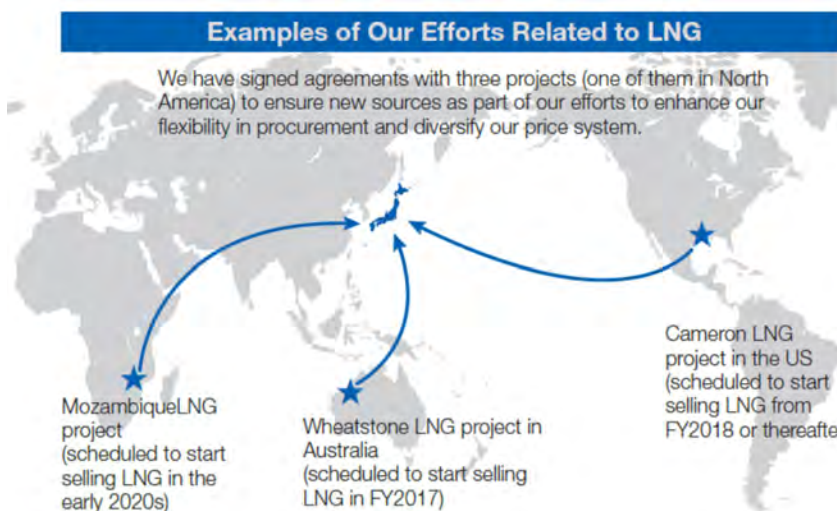 Examples of Our Efforts Related to LNG
We have signed agreements with three projects (one of them in North
America) to ensure new sources as part of our efforts to enhance our
flexibility in procurement and diversify our price system.
MozambiqueLNG
project
(scheduled to start
selling LNG in the
early 2020s)
Wheatstone LNG project in
Australia
(scheduled to start selling
LNG in FY2017)
Cameron LNG
project in the US
(scheduled to start
selling LNG from
FY2018 or thereafte